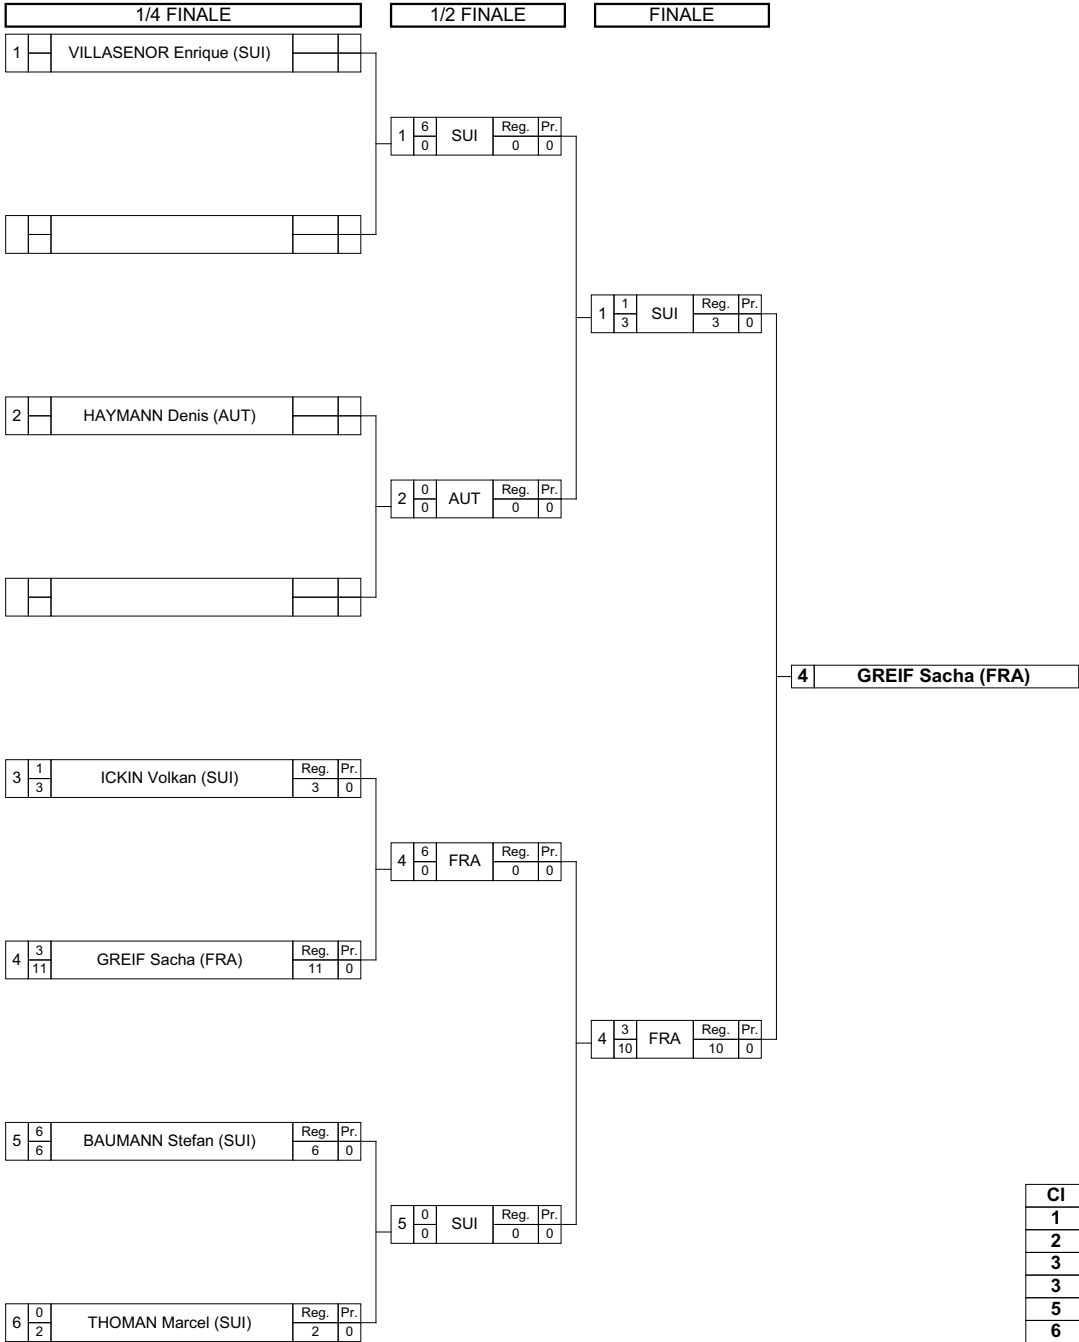 1/4 FINALE 1/2 FINALE FINALE
1 VILLASENOR Enrique (SUI)
1 6 SUI Reg. Pr.
0 0 0
1 1 SUI Reg. Pr.
3 3 0
2 HAYMANN Denis (AUT)
2 0 AUT Reg. Pr.
0 0 0
4 GREIF Sacha (FRA)
3 1 ICKIN Volkan (SUI) Reg. Pr.
3 3 0
4 6 FRA Reg. Pr.
0 0 0
4 3 GREIF Sacha (FRA) Reg. Pr.
11 11 0
4 3 FRA Reg. Pr.
10 10 0
5 6 BAUMANN Stefan (SUI) Reg. Pr.
6 6 0
Cl
1
5 0 SUI Reg. Pr.
0 0 0
2
3
3
5
6 0 THOMAN Marcel (SUI) Reg. Pr.
2 2 0
6